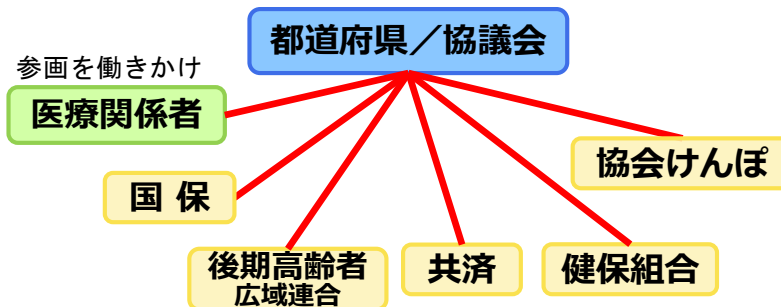 都道府県／協議会
参画を働きかけ
医療関係者
協会けんぽ
国 保
後期高齢者
広域連合
共済
健保組合